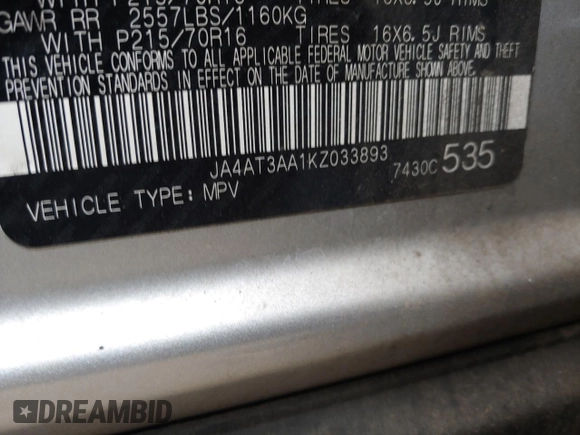 GAWR RR 2557LBS/1160KG
WITH P215/70R16 TIRES 16X6.5J RIMS
THIS VEHICLE CONFORMS TO ALL APPLICABLE FEDERAL MOTOR VEHICLE SAFETY AND THEFT
PREVENTION STANDARDS IN EFFECT ON THE DATE OF MANUFACTURE SHOWN ABOVE.
JA4AT3AA1KZ033893
7430C 535
VEHICLE TYPE: MPV
DREAMBID